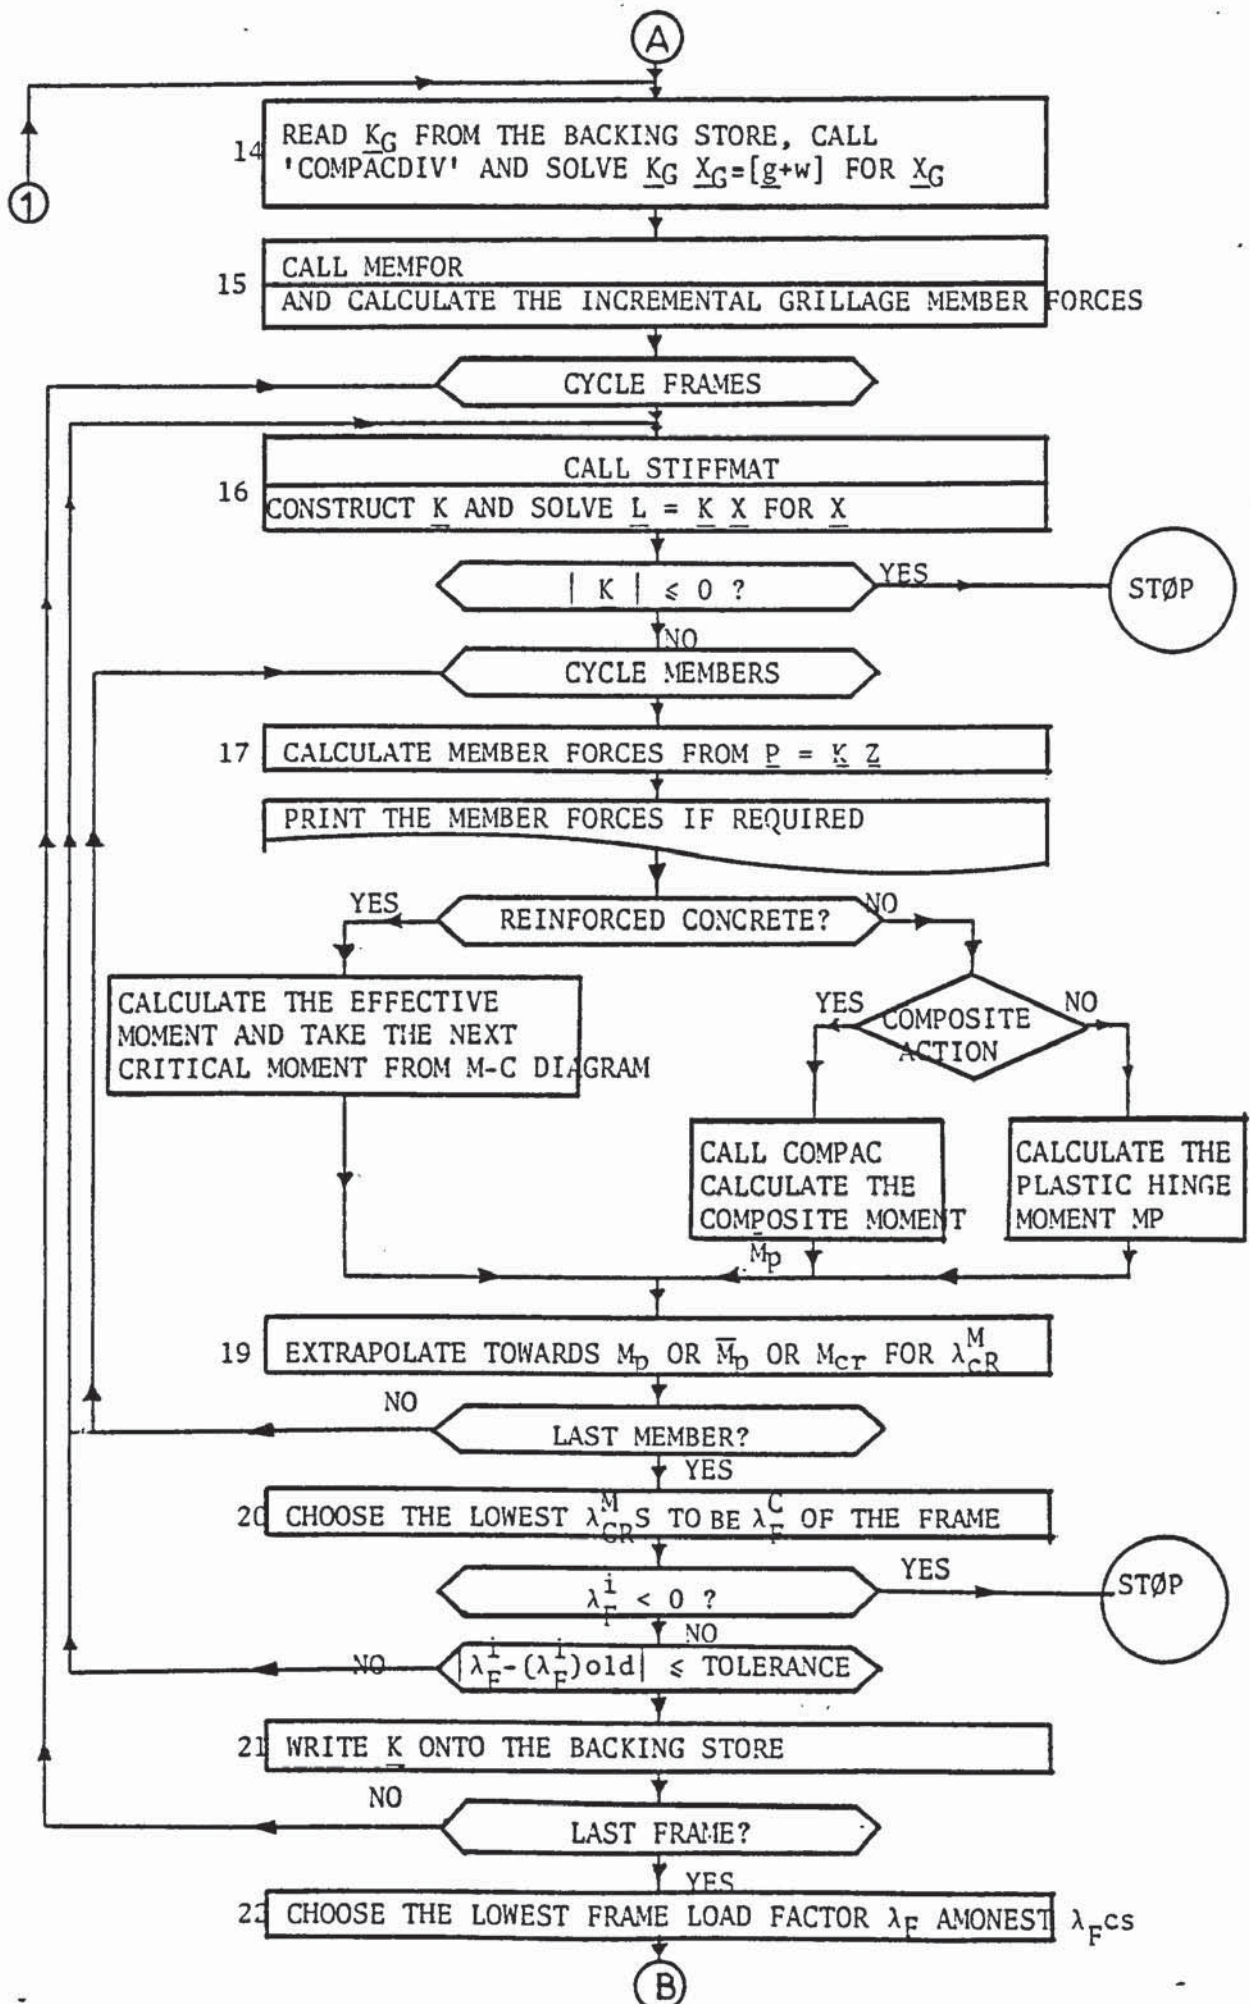 A
1
14 READ K_G FROM THE BACKING STORE, CALL
'COMPACDIV' AND SOLVE K_G X_G=[g+w] FOR X_G
15 CALL MEMFOR
AND CALCULATE THE INCREMENTAL GRILLAGE MEMBER FORCES
CYCLE FRAMES
16 CALL STIFFMAT
CONSTRUCT K AND SOLVE L = K X FOR X
| K | ⩽ 0 ?
YES
STØP
NO
CYCLE MEMBERS
17 CALCULATE MEMBER FORCES FROM P = K Z
PRINT THE MEMBER FORCES IF REQUIRED
REINFORCED CONCRETE?
YES
NO
CALCULATE THE EFFECTIVE
MOMENT AND TAKE THE NEXT
CRITICAL MOMENT FROM M-C DIAGRAM
COMPOSITE
ACTION
YES
NO
CALL COMPAC
CALCULATE THE
COMPOSITE MOMENT
M̄p
CALCULATE THE
PLASTIC HINGE
MOMENT MP
19 EXTRAPOLATE TOWARDS Mp OR M̄p OR Mcr FOR λ^M_cR
NO
LAST MEMBER?
YES
20 CHOOSE THE LOWEST λ^M_CR S TO BE λ^C_F OF THE FRAME
λ^i_F < 0 ?
YES
STØP
NO
|λ^i_F-(λ^i_F)old| ⩽ TOLERANCE
NO
21 WRITE K ONTO THE BACKING STORE
NO
LAST FRAME?
YES
22 CHOOSE THE LOWEST FRAME LOAD FACTOR λ_F AMONEST λ_F cs
B